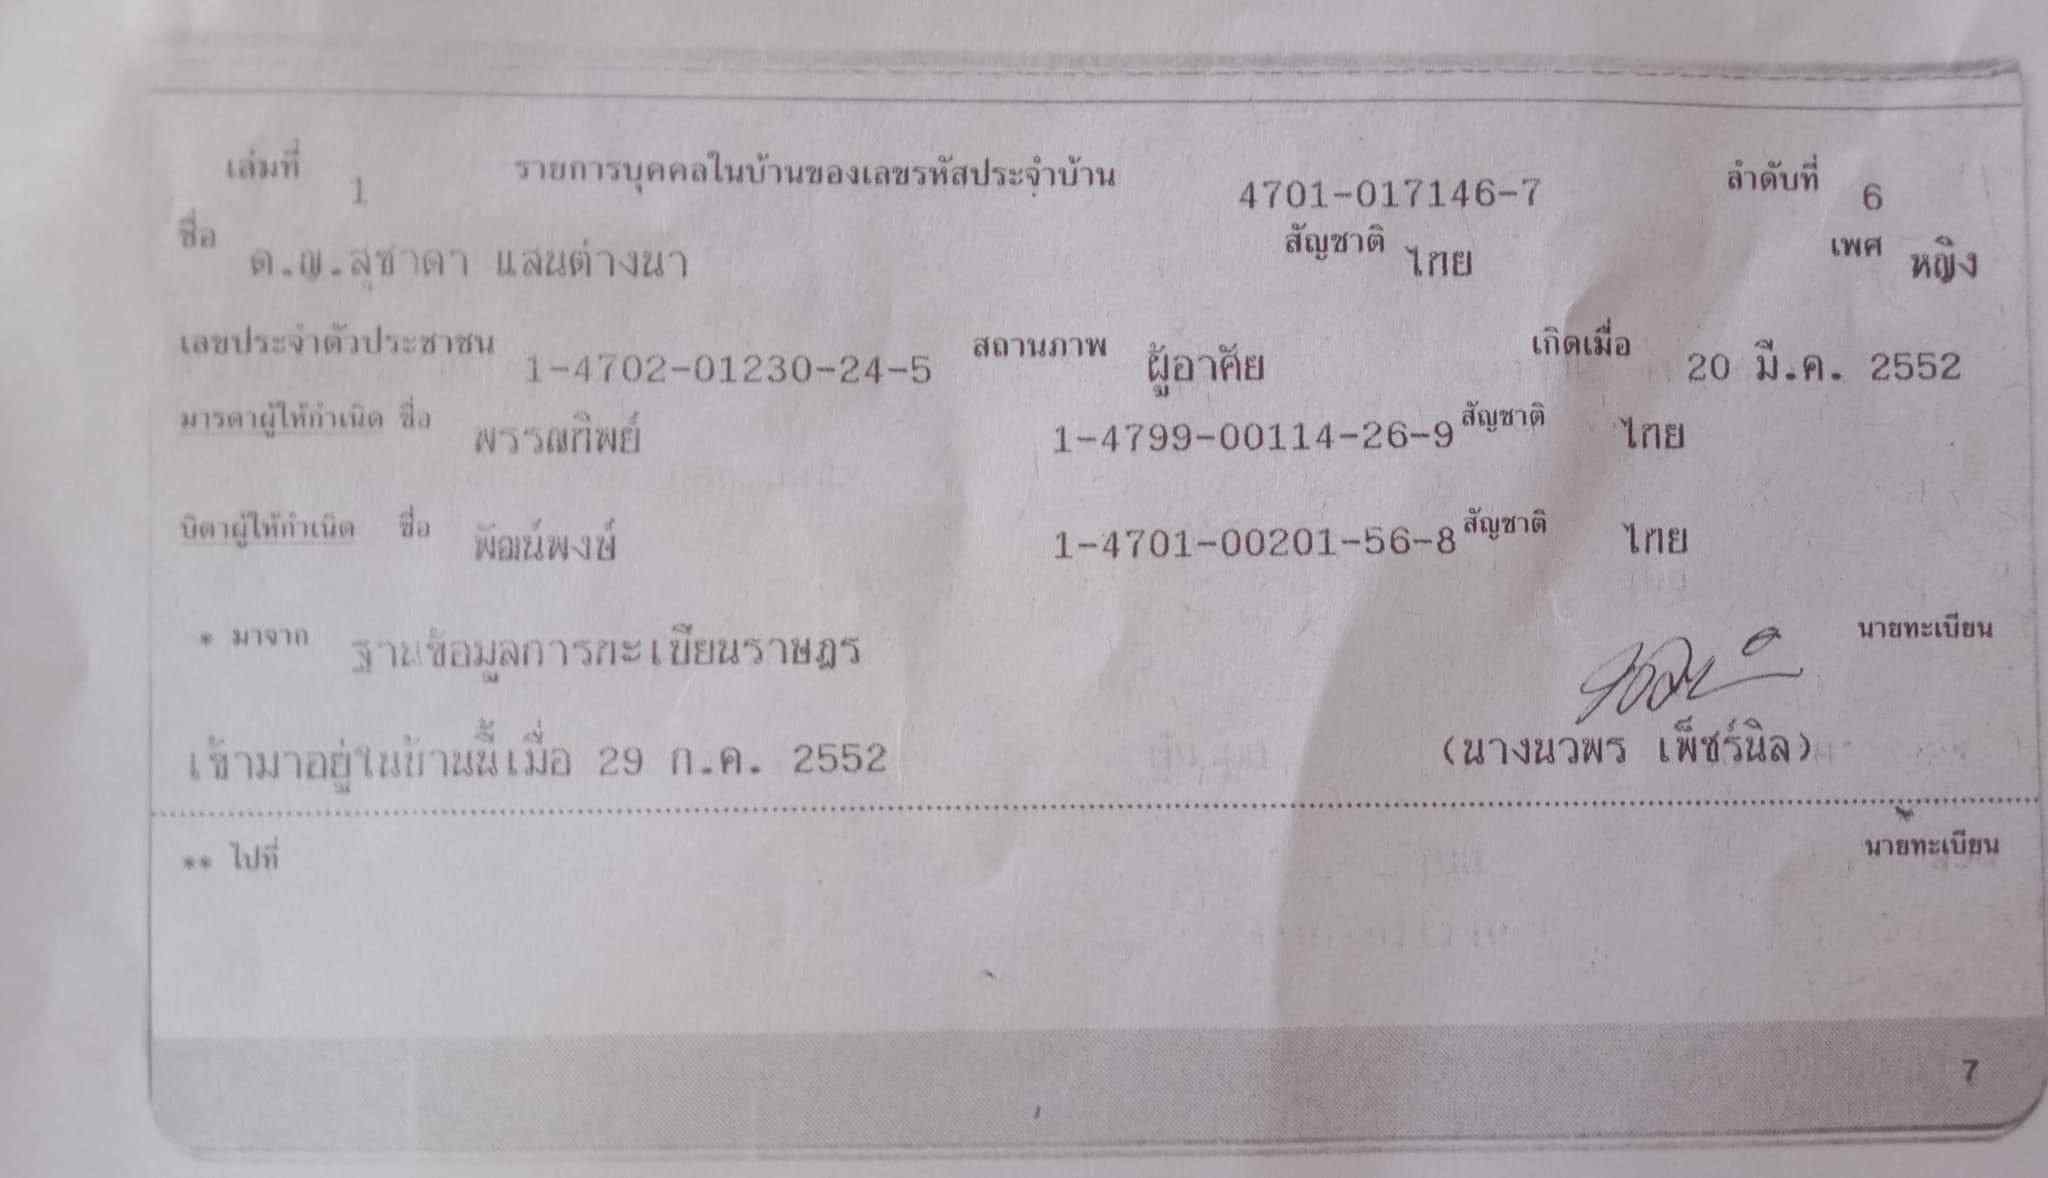 เล่มที่ 1 รายการบุคคลในบ้านของเลขรหัสประจำบ้าน 4701-017146-7 ลำดับที่ 6
ชื่อ ด.ญ.สุชาดา แสนต่างนา สัญชาติ ไทย เพศ หญิง
เลขประจำตัวประชาชน 1-4702-01230-24-5 สถานภาพ ผู้อาศัย เกิดเมื่อ 20 มี.ค. 2552
มารดาผู้ให้กำเนิด ชื่อ พรรณทิพย์ 1-4799-00114-26-9 สัญชาติ ไทย
บิดาผู้ให้กำเนิด ชื่อ พัฒน์พงษ์ 1-4701-00201-56-8 สัญชาติ ไทย
* มาจาก ฐานข้อมูลการทะเบียนราษฎร นายทะเบียน
เข้ามาอยู่ในบ้านนี้เมื่อ 29 ก.ค. 2552 (นางนวพร เพ็ชร์นิล)
** ไปที่ นายทะเบียน
7